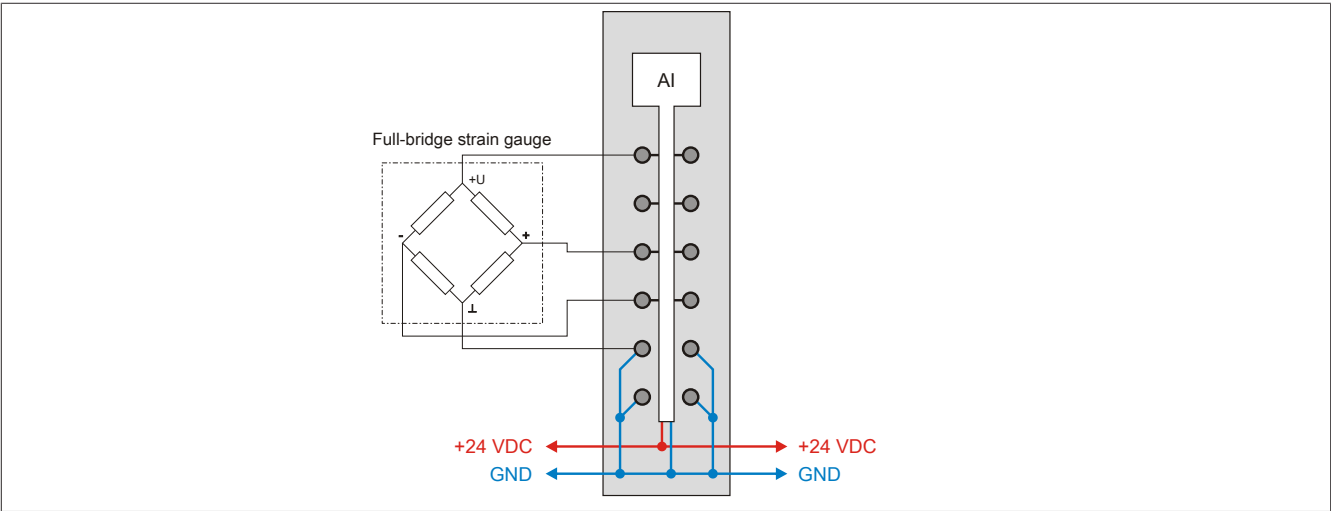 AI
Full-bridge strain gauge
+U
- +
⊥
+24 VDC +24 VDC
GND GND